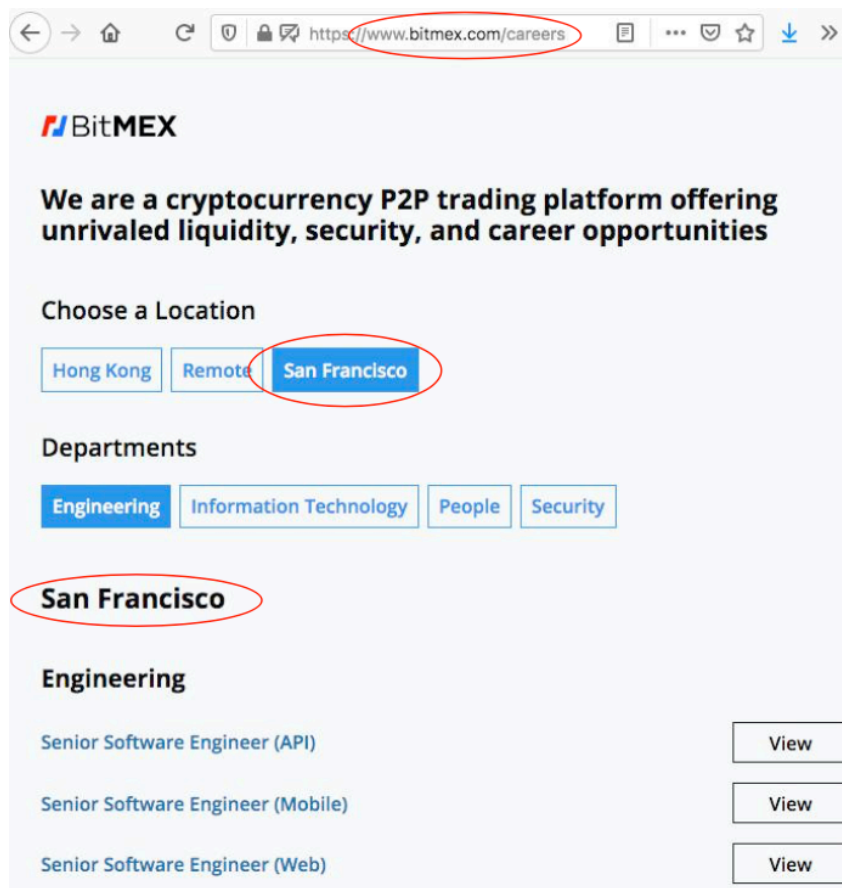 https://www.bitmex.com/careers
BitMEX
We are a cryptocurrency P2P trading platform offering
unrivaled liquidity, security, and career opportunities
Choose a Location
Hong Kong Remote San Francisco
Departments
Engineering Information Technology People Security
San Francisco
Engineering
Senior Software Engineer (API) View
Senior Software Engineer (Mobile) View
Senior Software Engineer (Web) View